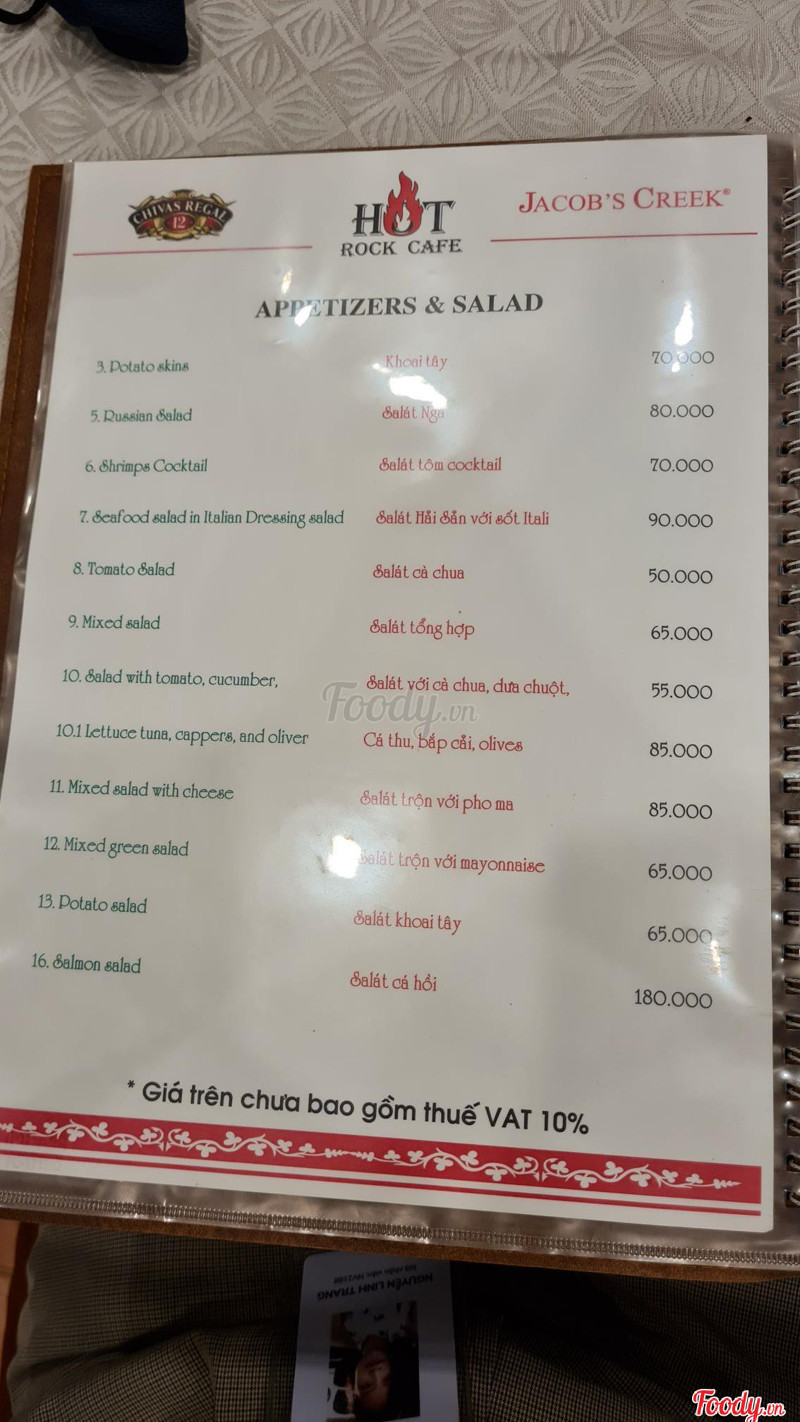 CHIVAS REGAL
12
HOT
ROCK CAFE
JACOB'S CREEK®
APPETIZERS & SALAD
3. Potato skins Khoai tây 70.000
5. Russian Salad Salát Nga 80.000
6. Shrimps Cocktail Salát tôm cocktail 70.000
7. Seafood salad in Italian Dressing salad Salát Hải Sản với sốt Itali 90.000
8. Tomato Salad Salát cà chua 50.000
9. Mixed salad Salát tổng hợp 65.000
10. Salad with tomato, cucumber, Salát với cà chua, dưa chuột, 55.000
10.1 Lettuce tuna, cappers, and oliver Cá thu, bắp cải, olives 85.000
11. Mixed salad with cheese Salát trộn với pho ma 85.000
12. Mixed green salad Salát trộn với mayonnaise 65.000
13. Potato salad Salát khoai tây 65.000
16. Salmon salad Salát cá hồi 180.000
* Giá trên chưa bao gồm thuế VAT 10%
Foody.vn
NGUYỄN LINH TRANG
Foody.vn